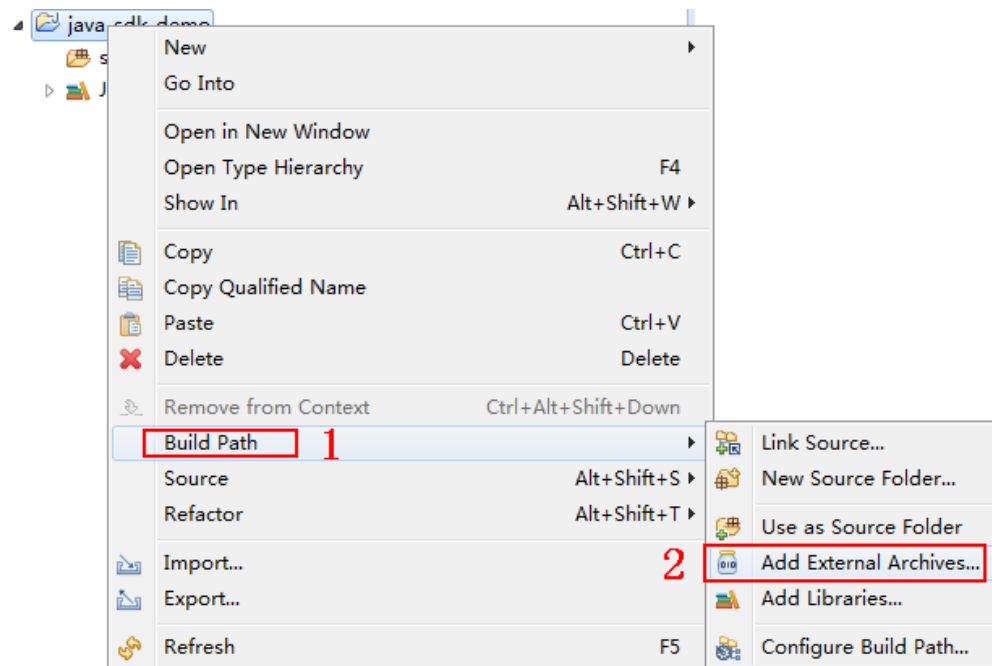 java_sdk_demo
s
J
New
Go Into
Open in New Window
Open Type Hierarchy F4
Show In Alt+Shift+W
Copy Ctrl+C
Copy Qualified Name
Paste Ctrl+V
Delete Delete
Remove from Context Ctrl+Alt+Shift+Down
Build Path 1
Source Alt+Shift+S
Refactor Alt+Shift+T
Import...
Export...
Refresh F5
Link Source...
New Source Folder...
Use as Source Folder
2 Add External Archives...
Add Libraries...
Configure Build Path...